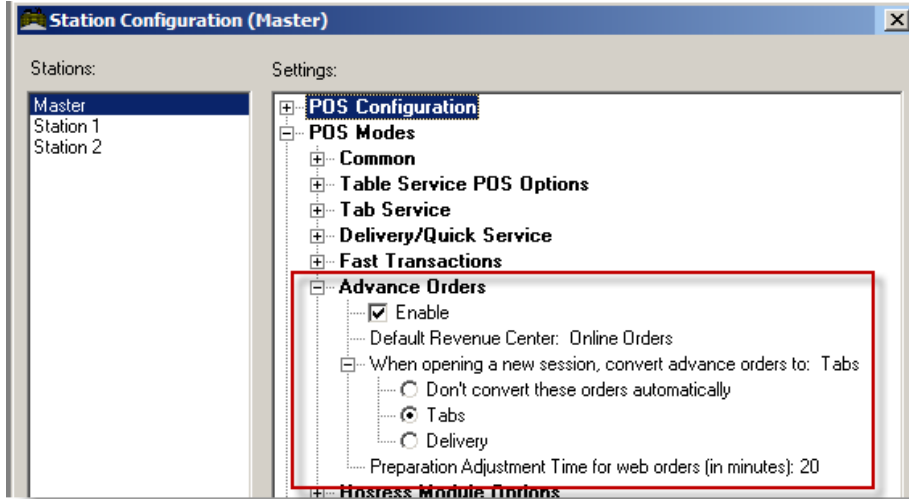 Station Configuration (Master)
Stations:
Settings:
Master
Station 1
Station 2
POS Configuration
POS Modes
Common
Table Service POS Options
Tab Service
Delivery/Quick Service
Fast Transactions
Advance Orders
Enable
Default Revenue Center: Online Orders
When opening a new session, convert advance orders to: Tabs
Don't convert these orders automatically
Tabs
Delivery
Preparation Adjustment Time for web orders (in minutes): 20
Hostess Module Options